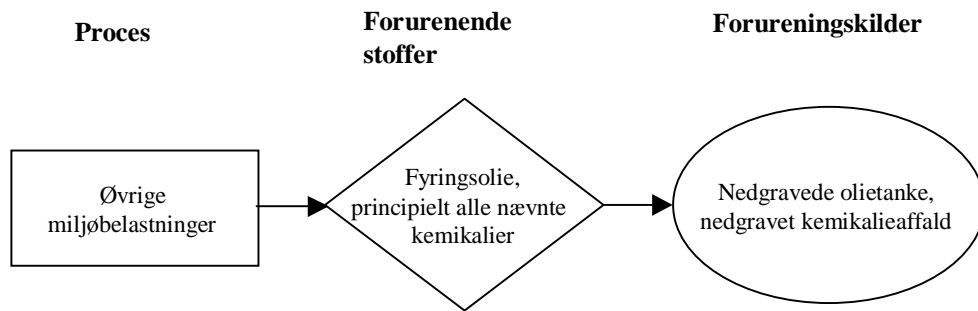 Proces
Forurenende
stoffer
Forureningskilder
Øvrige
miljøbelastninger
Fyringsolie,
principielt alle nævnte
kemikalier
Nedgravede olietanke,
nedgravet kemikalieaffald